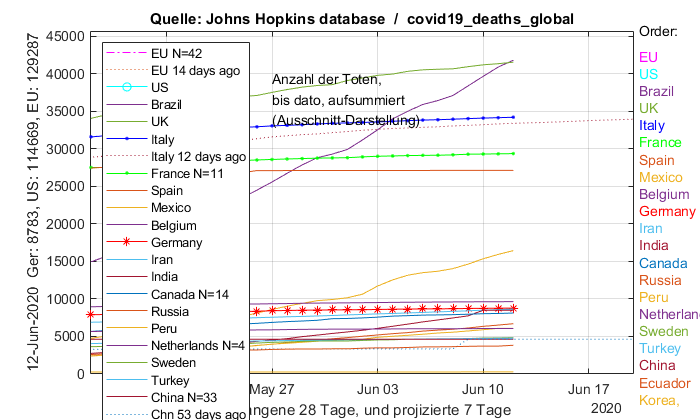 Quelle: Johns Hopkins database / covid19_deaths_global
12-Jun-2020 Ger: 8783, US: 114669, EU: 129287
45000
40000
35000
30000
25000
20000
15000
10000
5000
0
EU N=42
EU 14 days ago
US
Brazil
UK
Italy
Italy 12 days ago
France N=11
Spain
Mexico
Belgium
Germany
Iran
India
Canada N=14
Russia
Peru
Netherlands N=4
Sweden
Turkey
China N=33
Chn 53 days ago
Anzahl der Toten,
bis dato, aufsummiert
(Ausschnitt-Darstellung)
May 27
Jun 03
Jun 10
Jun 17
2020
ngene 28 Tage, und projizierte 7 Tage
Order:
EU
US
Brazil
UK
Italy
France
Spain
Mexico
Belgium
Germany
Iran
India
Canada
Russia
Peru
Netherlan
Sweden
Turkey
China
Ecuador
Korea,